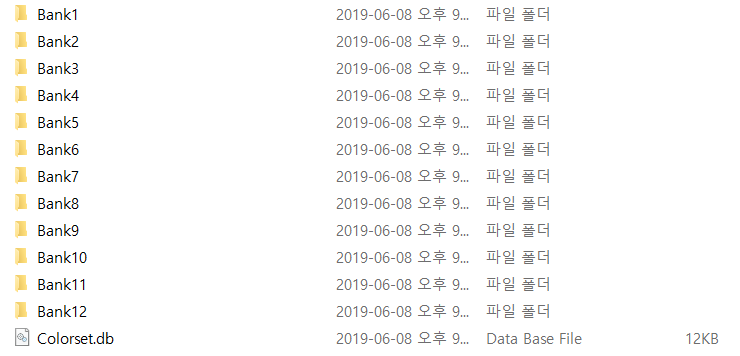 Bank1 2019-06-08 오후 9... 파일 폴더
Bank2 2019-06-08 오후 9... 파일 폴더
Bank3 2019-06-08 오후 9... 파일 폴더
Bank4 2019-06-08 오후 9... 파일 폴더
Bank5 2019-06-08 오후 9... 파일 폴더
Bank6 2019-06-08 오후 9... 파일 폴더
Bank7 2019-06-08 오후 9... 파일 폴더
Bank8 2019-06-08 오후 9... 파일 폴더
Bank9 2019-06-08 오후 9... 파일 폴더
Bank10 2019-06-08 오후 9... 파일 폴더
Bank11 2019-06-08 오후 9... 파일 폴더
Bank12 2019-06-08 오후 9... 파일 폴더
Colorset.db 2019-06-08 오후 9... Data Base File 12KB